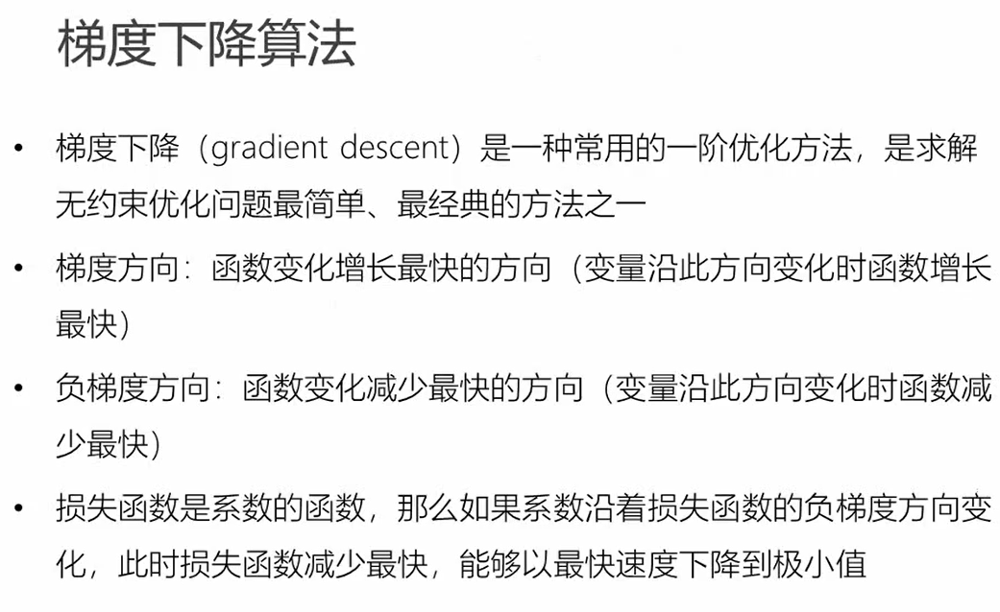 梯度下降算法
• 梯度下降（gradient descent）是一种常用的一阶优化方法，是求解
无约束优化问题最简单、最经典的方法之一
• 梯度方向：函数变化增长最快的方向（变量沿此方向变化时函数增长
最快）
• 负梯度方向：函数变化减少最快的方向（变量沿此方向变化时函数减
少最快）
• 损失函数是系数的函数，那么如果系数沿着损失函数的负梯度方向变
化，此时损失函数减少最快，能够以最快速度下降到极小值